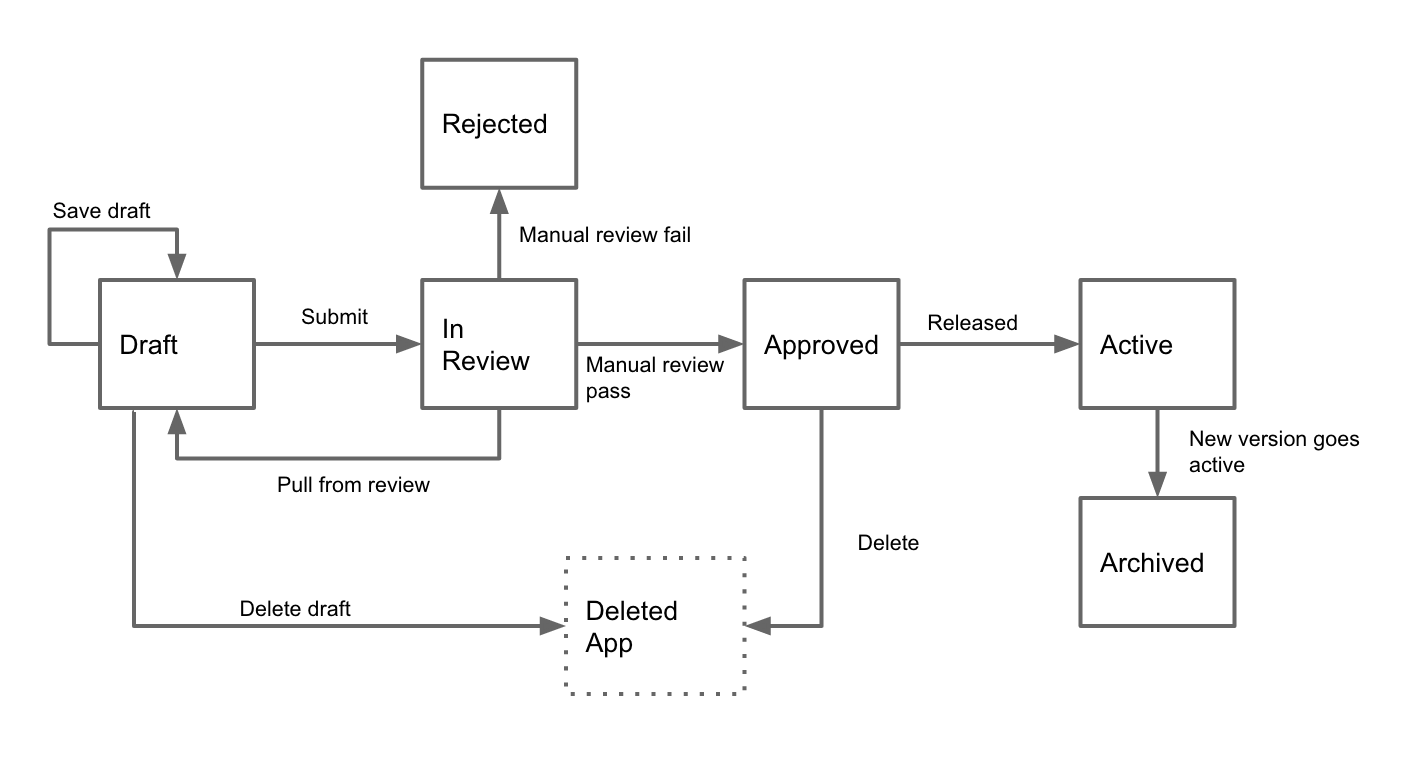 Rejected
Save draft
Manual review fail
Draft
Submit
In
Review
Manual review
pass
Approved
Released
Active
Pull from review
New version goes
active
Delete
Archived
Delete draft
Deleted
App